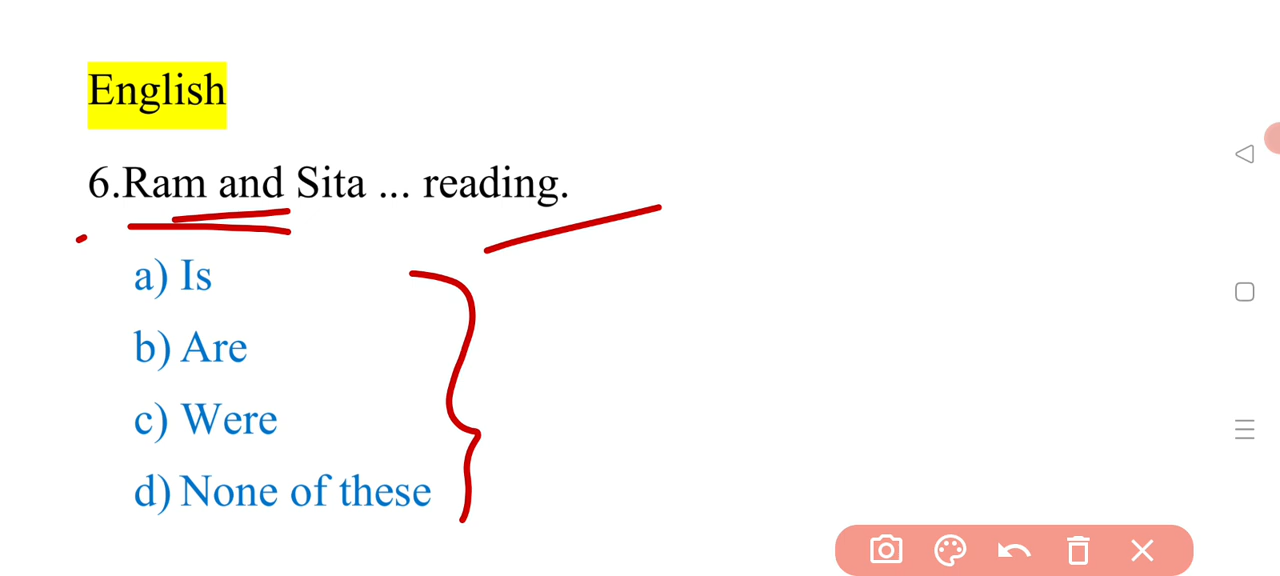 English
6.Ram and Sita ... reading.
a) Is
b) Are
c) Were
d) None of these